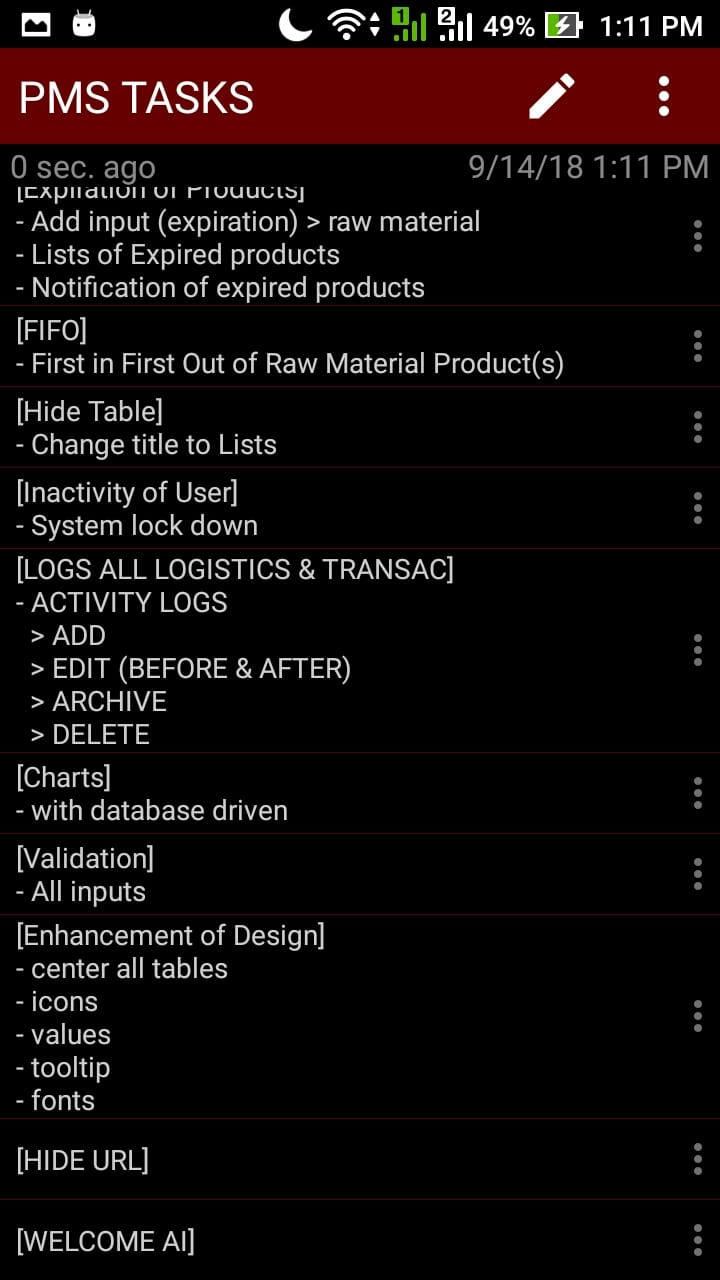 1
2
49%
1:11 PM
PMS TASKS
0 sec. ago
9/14/18 1:11 PM
[Expiration of Products]
- Add input (expiration) > raw material
- Lists of Expired products
- Notification of expired products
[FIFO]
- First in First Out of Raw Material Product(s)
[Hide Table]
- Change title to Lists
[Inactivity of User]
- System lock down
[LOGS ALL LOGISTICS & TRANSAC]
- ACTIVITY LOGS
> ADD
> EDIT (BEFORE & AFTER)
> ARCHIVE
> DELETE
[Charts]
- with database driven
[Validation]
- All inputs
[Enhancement of Design]
- center all tables
- icons
- values
- tooltip
- fonts
[HIDE URL]
[WELCOME AI]